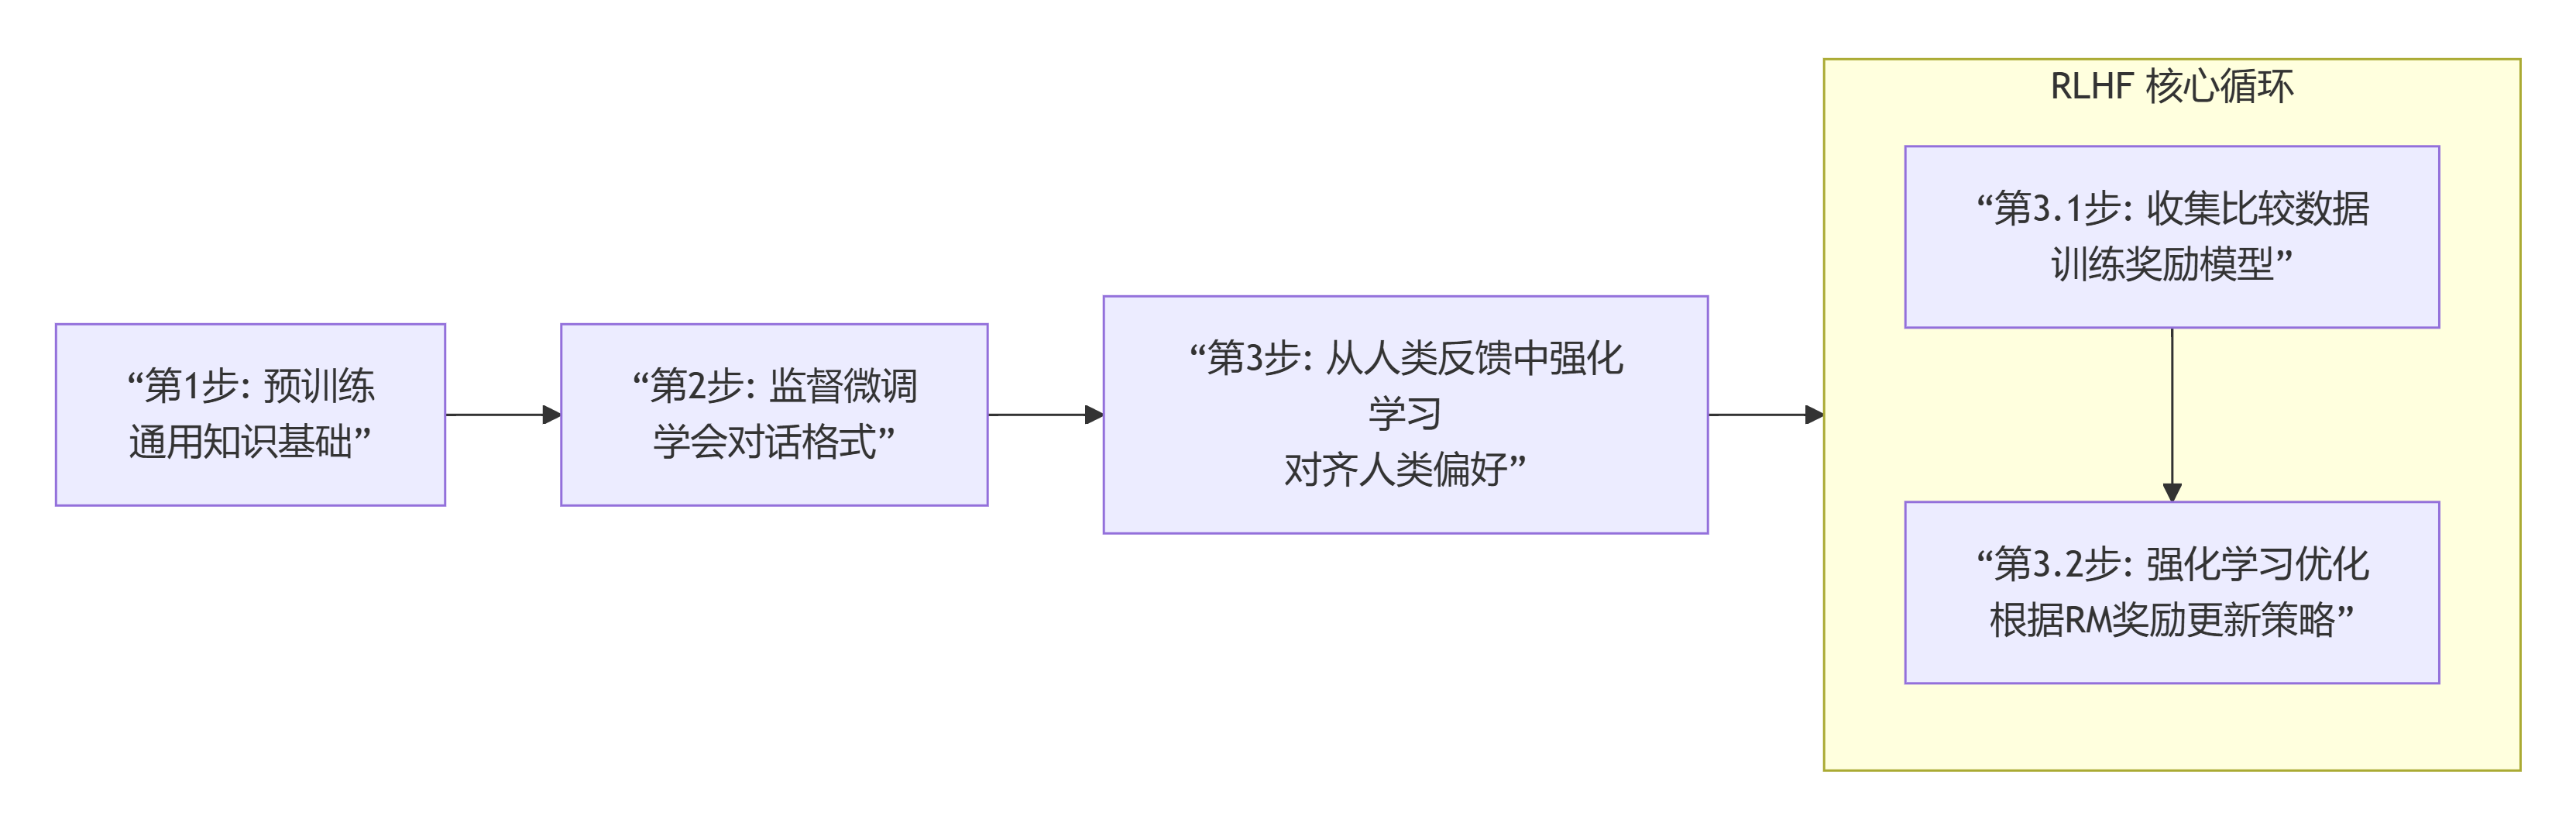 “第1步: 预训练
通用知识基础”
“第2步: 监督微调
学会对话格式”
“第3步: 从人类反馈中强化
学习
对齐人类偏好”
RLHF 核心循环
“第3.1步: 收集比较数据
训练奖励模型”
“第3.2步: 强化学习优化
根据RM奖励更新策略”